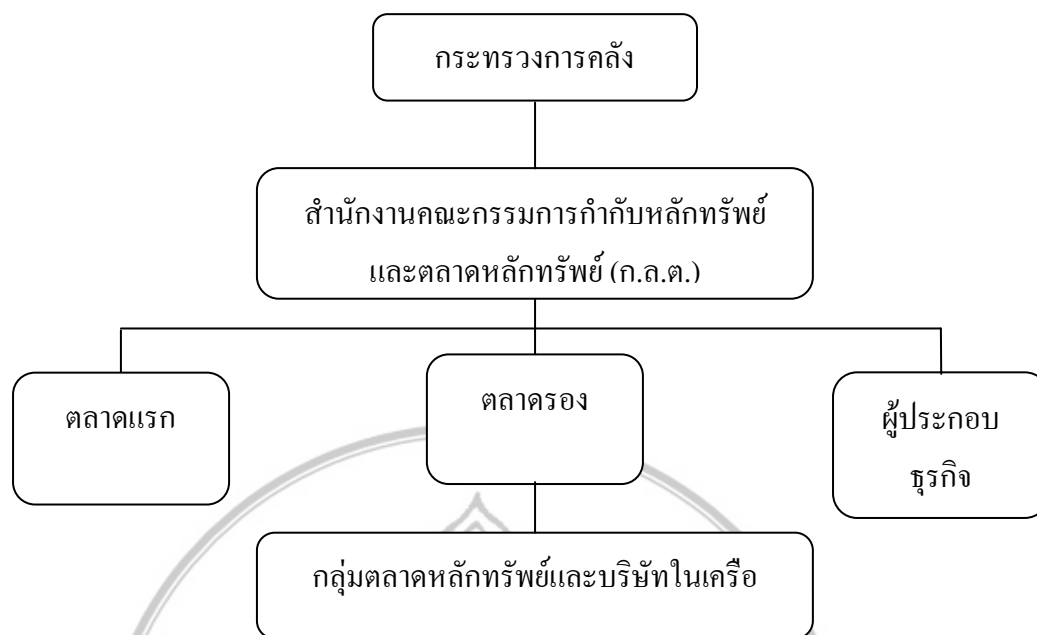 กระทรวงการคลัง
สำนักงานคณะกรรมการกำกับหลักทรัพย์
และตลาดหลักทรัพย์ (ก.ล.ต.)
ตลาดแรก
ตลาดรอง
ผู้ประกอบ
ธุรกิจ
กลุ่มตลาดหลักทรัพย์และบริษัทในเครือ